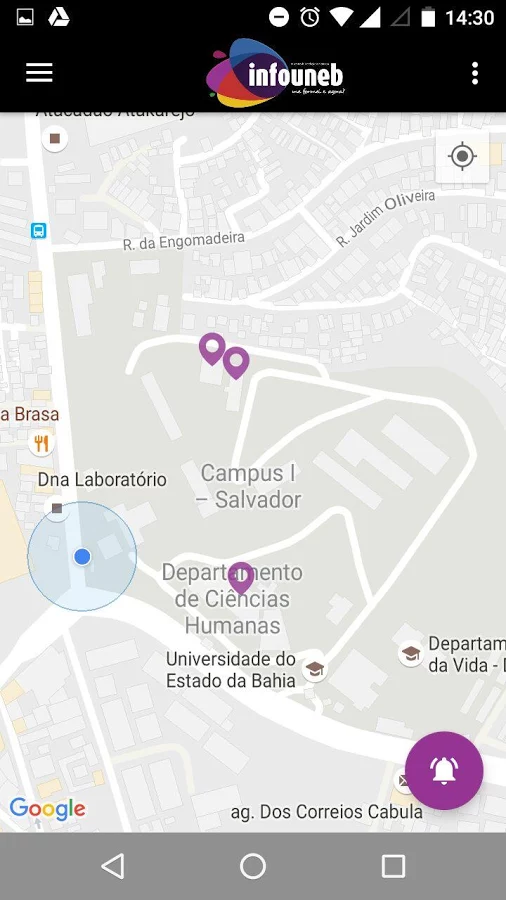 14:30
infouneb
Atacadão Atakarejo
R. da Engomadeira
R. Jardim Oliveira
a Brasa
Dna Laboratório
Campus I
– Salvador
Departamento
de Ciências
Humanas
Universidade do
Estado da Bahia
Departam
da Vida - D
Google
ag. Dos Correios Cabula